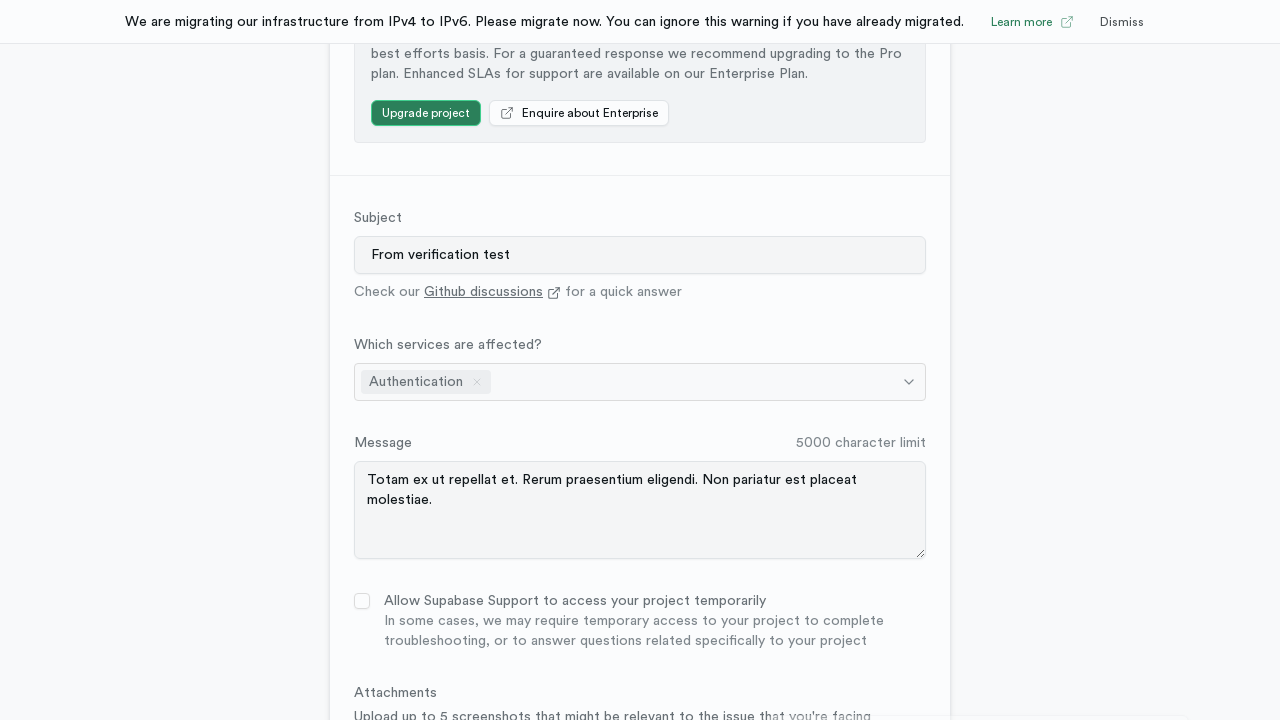 We are migrating our infrastructure from IPv4 to IPv6. Please migrate now. You can ignore this warning if you have already migrated.
Learn more
Dismiss
best efforts basis. For a guaranteed response we recommend upgrading to the Pro
plan. Enhanced SLAs for support are available on our Enterprise Plan.
Upgrade project
Enquire about Enterprise
Subject
From verification test
Check our Github discussions for a quick answer
Which services are affected?
Authentication
Message
5000 character limit
Totam ex ut repellat et. Rerum praesentium eligendi. Non pariatur est placeat
molestiae.
Allow Supabase Support to access your project temporarily
In some cases, we may require temporary access to your project to complete
troubleshooting, or to answer questions related specifically to your project
Attachments
Upload up to 5 screenshots that might be relevant to the issue that you're facing